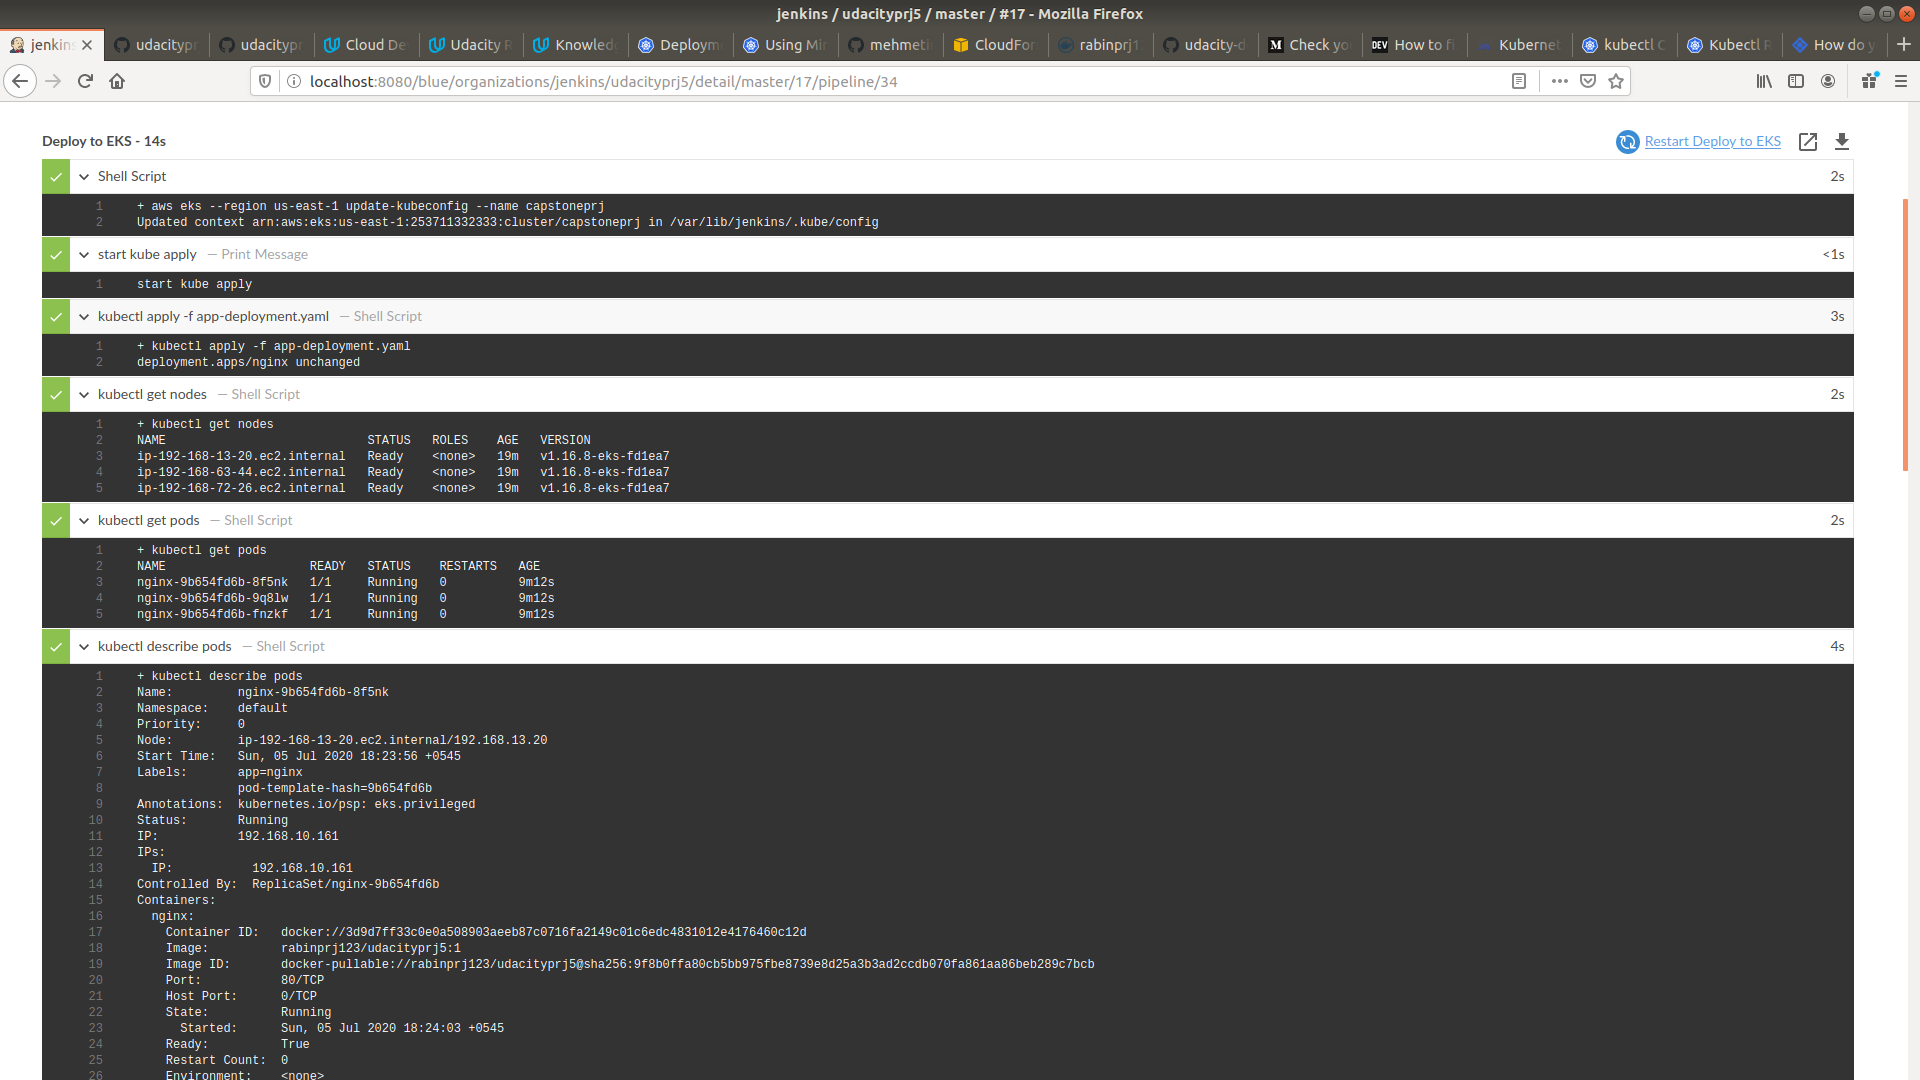 jenkins / udacityprj5 / master / #17 - Mozilla Firefox
jenkins udacitypr udacitypr Cloud De Udacity R Knowled Deploym Using Mi mehmet CloudFor rabinprj1 udacity-d Check yo How to fi Kubernet kubectl C Kubectl R How do y
localhost:8080/blue/organizations/jenkins/udacityprj5/detail/master/17/pipeline/34
Deploy to EKS - 14s Restart Deploy to EKS
Shell Script 2s
1 + aws eks --region us-east-1 update-kubeconfig --name capstoneprj
2 Updated context arn:aws:eks:us-east-1:253711332333:cluster/capstoneprj in /var/lib/jenkins/.kube/config
start kube apply — Print Message <1s
1 start kube apply
kubectl apply -f app-deployment.yaml — Shell Script 3s
1 + kubectl apply -f app-deployment.yaml
2 deployment.apps/nginx unchanged
kubectl get nodes — Shell Script 2s
1 + kubectl get nodes
2 NAME STATUS ROLES AGE VERSION
3 ip-192-168-13-20.ec2.internal Ready <none> 19m v1.16.8-eks-fd1ea7
4 ip-192-168-63-44.ec2.internal Ready <none> 19m v1.16.8-eks-fd1ea7
5 ip-192-168-72-26.ec2.internal Ready <none> 19m v1.16.8-eks-fd1ea7
kubectl get pods — Shell Script 2s
1 + kubectl get pods
2 NAME READY STATUS RESTARTS AGE
3 nginx-9b654fd6b-8f5nk 1/1 Running 0 9m12s
4 nginx-9b654fd6b-9q8lw 1/1 Running 0 9m12s
5 nginx-9b654fd6b-fnzkf 1/1 Running 0 9m12s
kubectl describe pods — Shell Script 4s
1 + kubectl describe pods
2 Name: nginx-9b654fd6b-8f5nk
3 Namespace: default
4 Priority: 0
5 Node: ip-192-168-13-20.ec2.internal/192.168.13.20
6 Start Time: Sun, 05 Jul 2020 18:23:56 +0545
7 Labels: app=nginx
8 pod-template-hash=9b654fd6b
9 Annotations: kubernetes.io/psp: eks.privileged
10 Status: Running
11 IP: 192.168.10.161
12 IPs:
13 IP: 192.168.10.161
14 Controlled By: ReplicaSet/nginx-9b654fd6b
15 Containers:
16 nginx:
17 Container ID: docker://3d9d7ff33c0e0a508903aeeb87c0716fa2149c01c6edc4831012e4176460c12d
18 Image: rabinprj123/udacityprj5:1
19 Image ID: docker-pullable://rabinprj123/udacityprj5@sha256:9f8b0ffa80cb5bb975fbe8739e8d25a3b3ad2ccdb070fa861aa86beb289c7bcb
20 Port: 80/TCP
21 Host Port: 0/TCP
22 State: Running
23 Started: Sun, 05 Jul 2020 18:24:03 +0545
24 Ready: True
25 Restart Count: 0
26 Environment: <none>